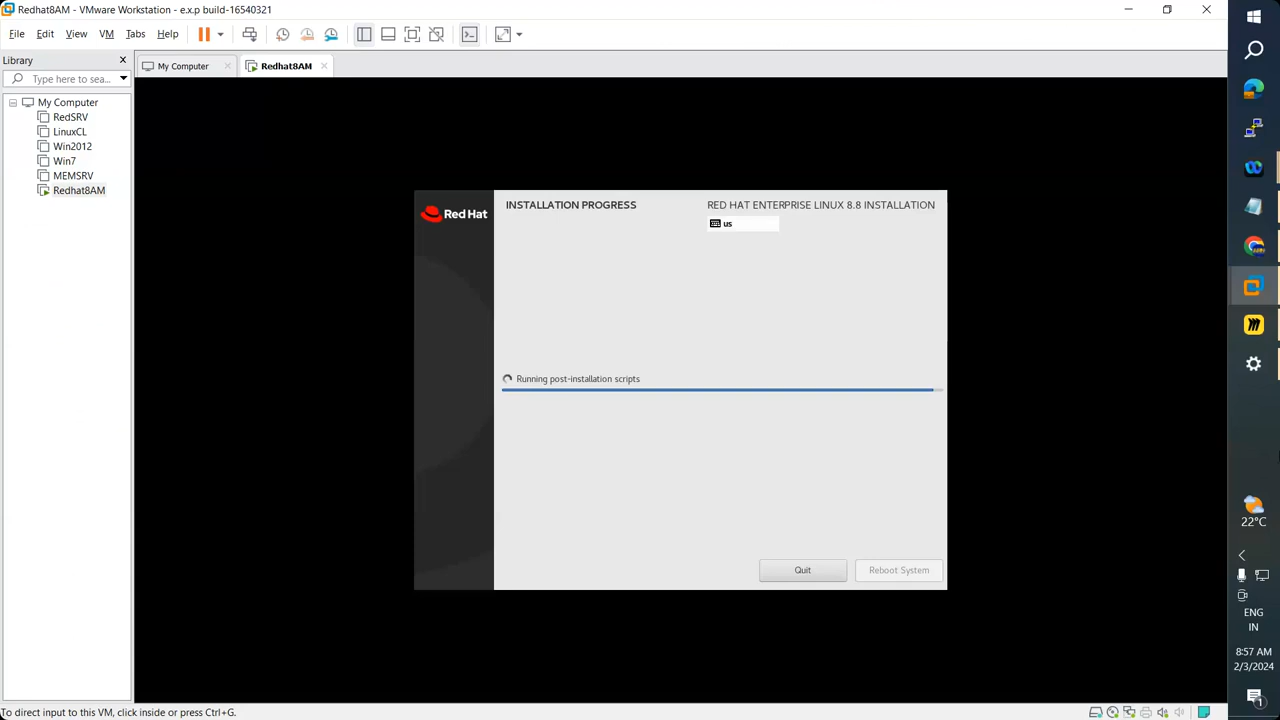 Redhat8AM - VMware Workstation - e.x.p build-16540321
File Edit View VM Tabs Help
Library
Type here to sea...
My Computer
RedSRV
LinuxCL
Win2012
Win7
MEMSRV
Redhat8AM
My Computer
Redhat8AM
Red Hat
INSTALLATION PROGRESS
RED HAT ENTERPRISE LINUX 8.8 INSTALLATION
us
Running post-installation scripts
Quit
Reboot System
22°C
ENG
IN
8:57 AM
2/3/2024
1
To direct input to this VM, click inside or press Ctrl+G.